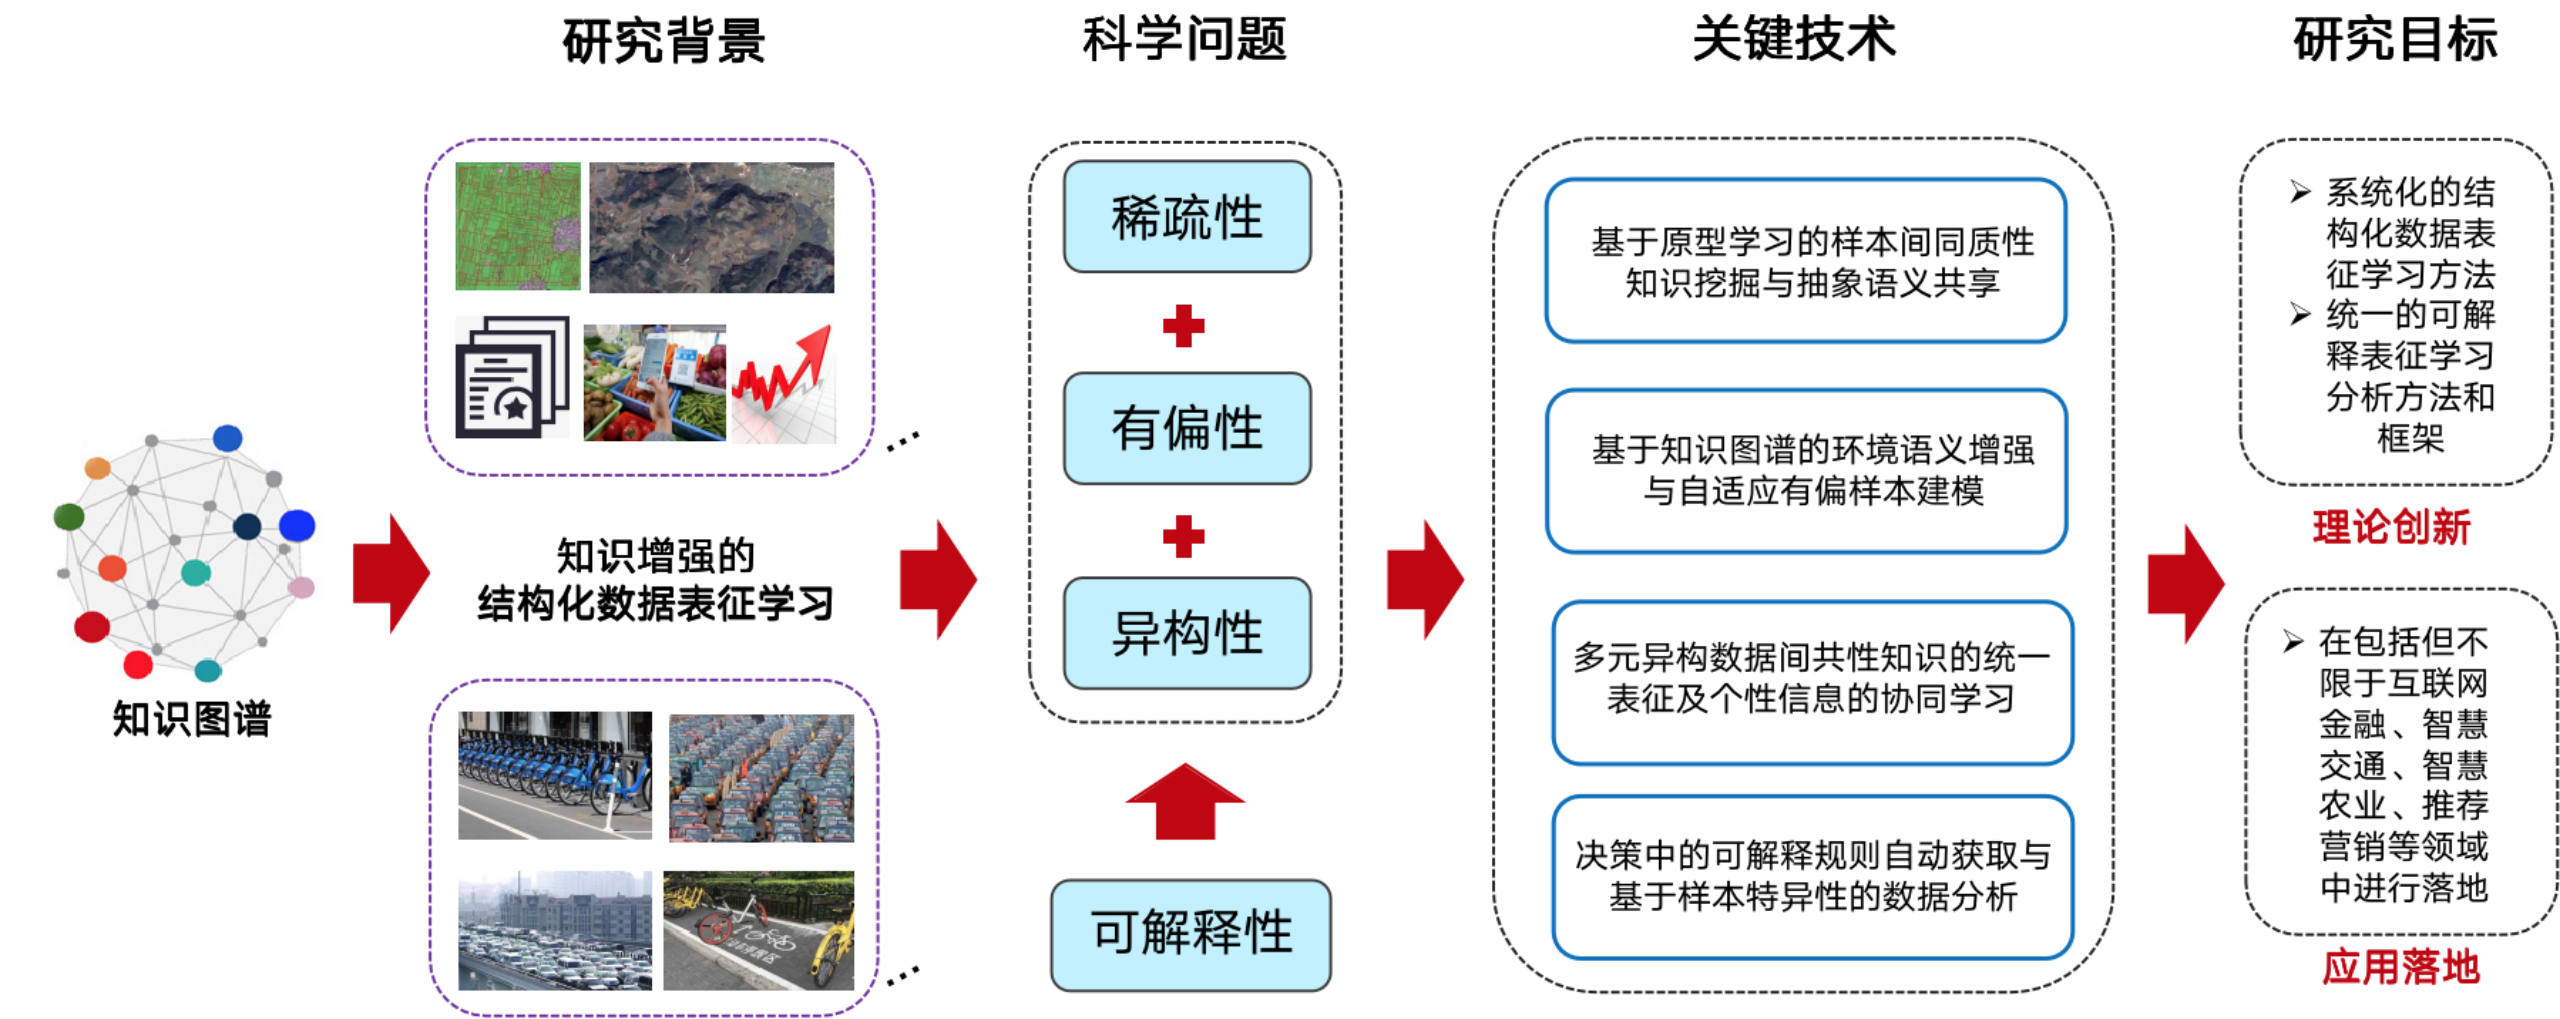 研究背景
科学问题
关键技术
研究目标
知识图谱
知识增强的
结构化数据表征学习
稀疏性
有偏性
异构性
可解释性
基于原型学习的样本间同质性
知识挖掘与抽象语义共享
基于知识图谱的环境语义增强
与自适应有偏样本建模
多元异构数据间共性知识的统一
表征及个性信息的协同学习
决策中的可解释规则自动获取与
基于样本特异性的数据分析
系统化的结
构化数据表
征学习方法
统一的可解
释表征学习
分析方法和
框架
理论创新
在包括但不
限于互联网
金融、智慧
交通、智慧
农业、推荐
营销等领域
中进行落地
应用落地